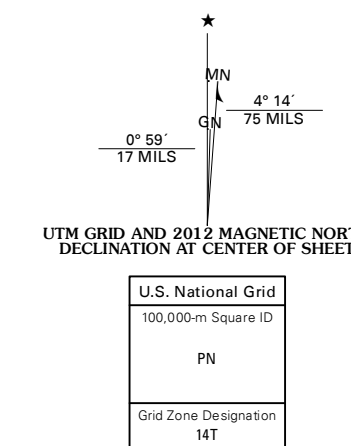 MN
GN
4° 14´
75 MILS
0° 59´
17 MILS
UTM GRID AND 2012 MAGNETIC NORT
DECLINATION AT CENTER OF SHEET
U.S. National Grid
100,000-m Square ID
PN
Grid Zone Designation
14T